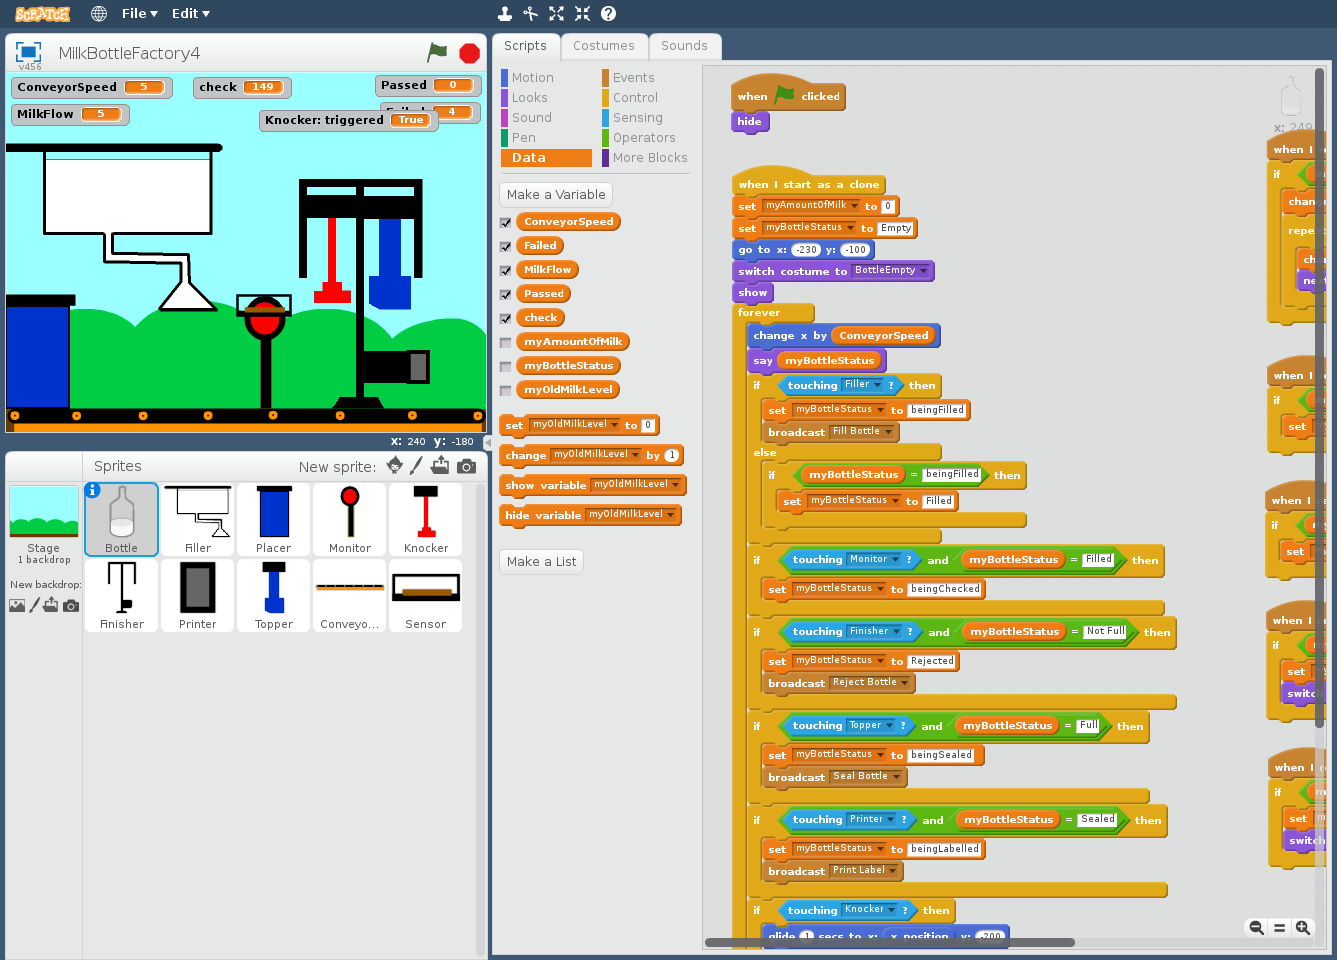 SCRATCH
File
Edit
MilkBottleFactory4
v456
ConveyorSpeed 5
check 149
Passed 0
MilkFlow 5
4
Knocker: triggered True
x: 240 y: -180
Sprites
New sprite:
Stage
1 backdrop
New backdrop:
Bottle
Filler
Placer
Monitor
Knocker
Finisher
Printer
Topper
Conveyo...
Sensor
Scripts
Costumes
Sounds
Motion
Looks
Sound
Pen
Data
Events
Control
Sensing
Operators
More Blocks
Make a Variable
ConveyorSpeed
Failed
MilkFlow
Passed
check
myAmountOfMilk
myBottleStatus
myOldMilkLevel
set myOldMilkLevel to 0
change myOldMilkLevel by 1
show variable myOldMilkLevel
hide variable myOldMilkLevel
Make a List
when clicked
hide
when I start as a clone
set myAmountOfMilk to 0
set myBottleStatus to Empty
go to x: -230 y: -100
switch costume to BottleEmpty
show
forever
change x by ConveyorSpeed
say myBottleStatus
if touching Filler ? then
set myBottleStatus to beingFilled
broadcast Fill Bottle
else
if myBottleStatus = beingFilled then
set myBottleStatus to Filled
if touching Monitor ? and myBottleStatus = Filled then
set myBottleStatus to beingChecked
if touching Finisher ? and myBottleStatus = Not Full then
set myBottleStatus to Rejected
broadcast Reject Bottle
if touching Topper ? and myBottleStatus = Full then
set myBottleStatus to beingSealed
broadcast Seal Bottle
if touching Printer ? and myBottleStatus = Sealed then
set myBottleStatus to beingLabelled
broadcast Print Label
if touching Knocker ? then
glide 1 secs to x: x position y: -200
x: 249
when I
if
when I
if
set
when I
if
set
when I
if
set
when I
if
set